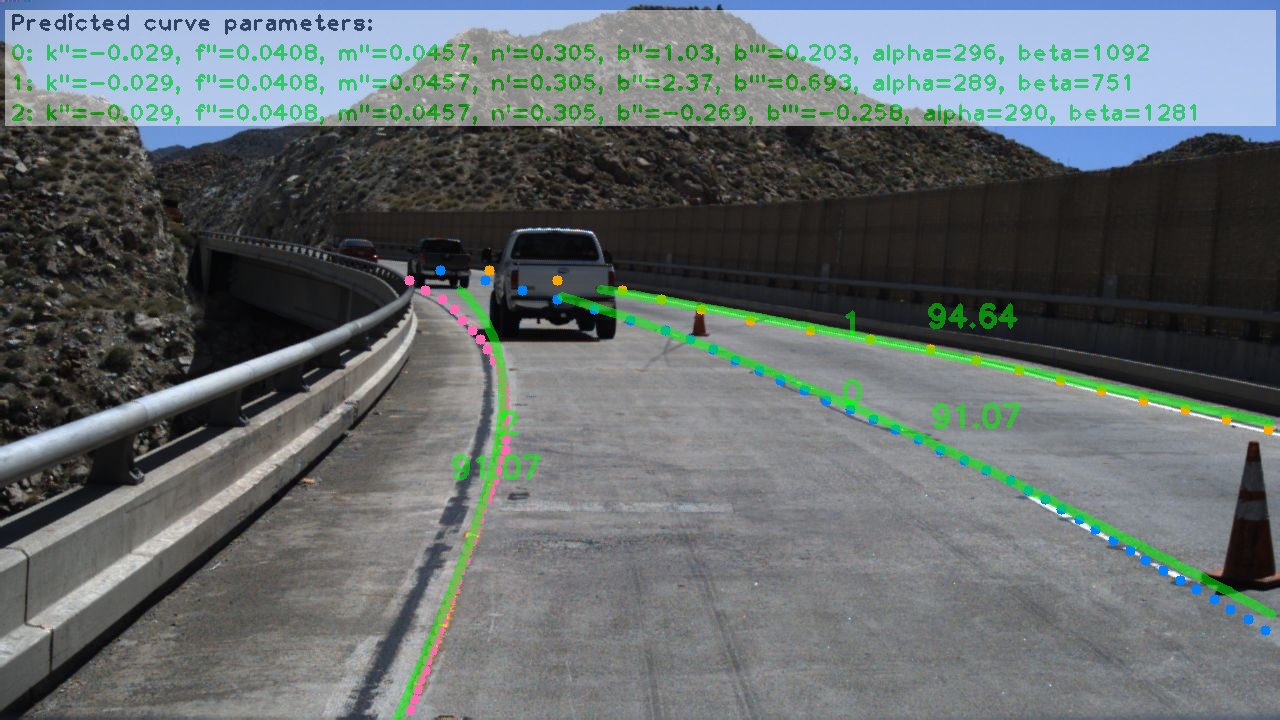 Predicted curve parameters:
0: k''=-0.029, f''=0.0408, m''=0.0457, n'=0.305, b''=1.03, b'''=0.203, alpha=296, beta=1092
1: k''=-0.029, f''=0.0408, m''=0.0457, n'=0.305, b''=2.37, b'''=0.693, alpha=289, beta=751
2: k''=-0.029, f''=0.0408, m''=0.0457, n'=0.305, b''=-0.269, b'''=-0.258, alpha=290, beta=1281
1 94.64
0 91.07
2
91.07